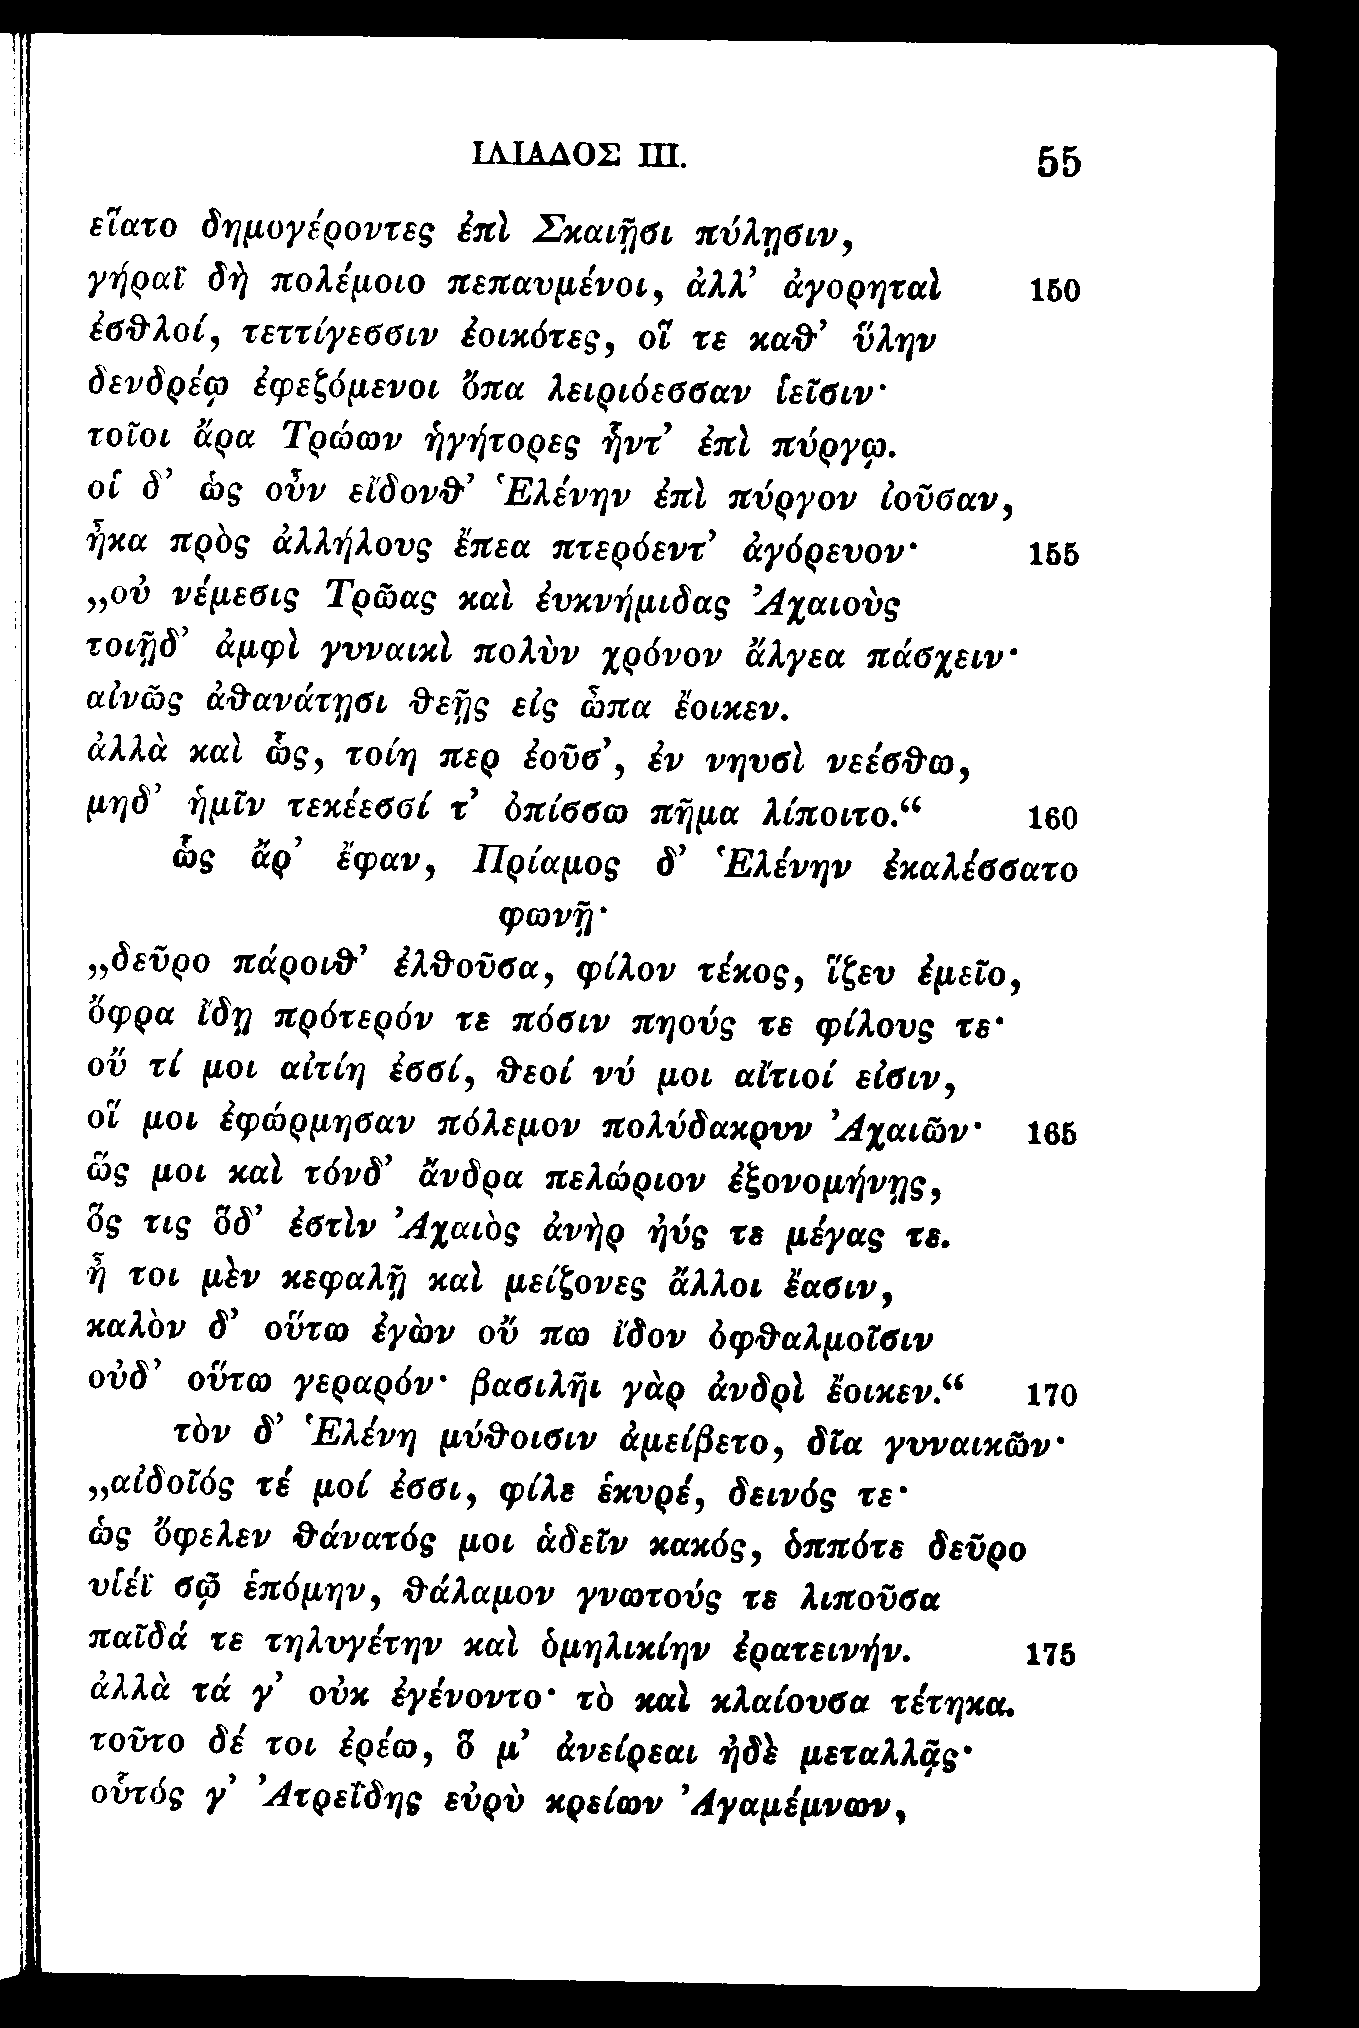 ΙΛΙΑΔΟΣ III. 55
εἵατο δημογέροντες ἐπὶ Σκαιῇσι πύλῃσιν,
γήραϊ δὴ πολέμοιο πεπαυμένοι, ἀλλ’ ἀγορηταὶ 150
ἐσθλοί, τεττίγεσσιν ἐοικότες, οἵ τε καθ’ ὕλην
δενδρέῳ ἐφεζόμενοι ὄπα λειριόεσσαν ἱεῖσιν·
τοῖοι ἄρα Τρώων ἡγήτορες ἧντ’ ἐπὶ πύργῳ.
οἱ δ’ ὡς οὖν εἴδονθ’ Ἑλένην ἐπὶ πύργον ἰοῦσαν,
ἦκα πρὸς ἀλλήλους ἔπεα πτερόεντ’ ἀγόρευον· 155
„οὐ νέμεσις Τρῶας καὶ ἐυκνήμιδας Ἀχαιοὺς
τοιῇδ’ ἀμφὶ γυναικὶ πολὺν χρόνον ἄλγεα πάσχειν·
αἰνῶς ἀθανάτῃσι θεῇς εἰς ὦπα ἔοικεν.
ἀλλὰ καὶ ὧς, τοίη περ ἐοῦσ’, ἐν νηυσὶ νεέσθω,
μηδ’ ἡμῖν τεκέεσσί τ’ ὀπίσσω πῆμα λίποιτο.“ 160
ὣς ἄρ’ ἔφαν, Πρίαμος δ’ Ἑλένην ἐκαλέσσατο
φωνῇ·
„δεῦρο πάροιθ’ ἐλθοῦσα, φίλον τέκος, ἵζευ ἐμεῖο,
ὄφρα ἴδῃ πρότερόν τε πόσιν πηούς τε φίλους τε·
οὔ τί μοι αἰτίη ἐσσί, θεοί νύ μοι αἴτιοί εἰσιν,
οἵ μοι ἐφώρμησαν πόλεμον πολύδακρυν Ἀχαιῶν· 165
ὥς μοι καὶ τόνδ’ ἄνδρα πελώριον ἐξονομήνῃς,
ὅς τις ὅδ’ ἐστὶν Ἀχαιὸς ἀνὴρ ἠύς τε μέγας τε.
ἦ τοι μὲν κεφαλῇ καὶ μείζονες ἄλλοι ἔασιν,
καλὸν δ’ οὕτω ἐγὼν οὔ πω ἴδον ὀφθαλμοῖσιν
οὐδ’ οὕτω γεραρόν· βασιλῆι γὰρ ἀνδρὶ ἔοικεν.“ 170
τὸν δ’ Ἑλένη μύθοισιν ἀμείβετο, δῖα γυναικῶν·
„αἰδοῖός τέ μοί ἐσσι, φίλε ἑκυρέ, δεινός τε·
ὡς ὄφελεν θάνατός μοι ἁδεῖν κακός, ὁππότε δεῦρο
υἱέϊ σῷ ἑπόμην, θάλαμον γνωτούς τε λιποῦσα
παῖδά τε τηλυγέτην καὶ ὁμηλικίην ἐρατεινήν. 175
ἀλλὰ τά γ’ οὐκ ἐγένοντο· τὸ καὶ κλαίουσα τέτηκα.
τοῦτο δέ τοι ἐρέω, ὅ μ’ ἀνείρεαι ἠδὲ μεταλλᾷς·
οὗτός γ’ Ἀτρεΐδης εὐρὺ κρείων Ἀγαμέμνων,